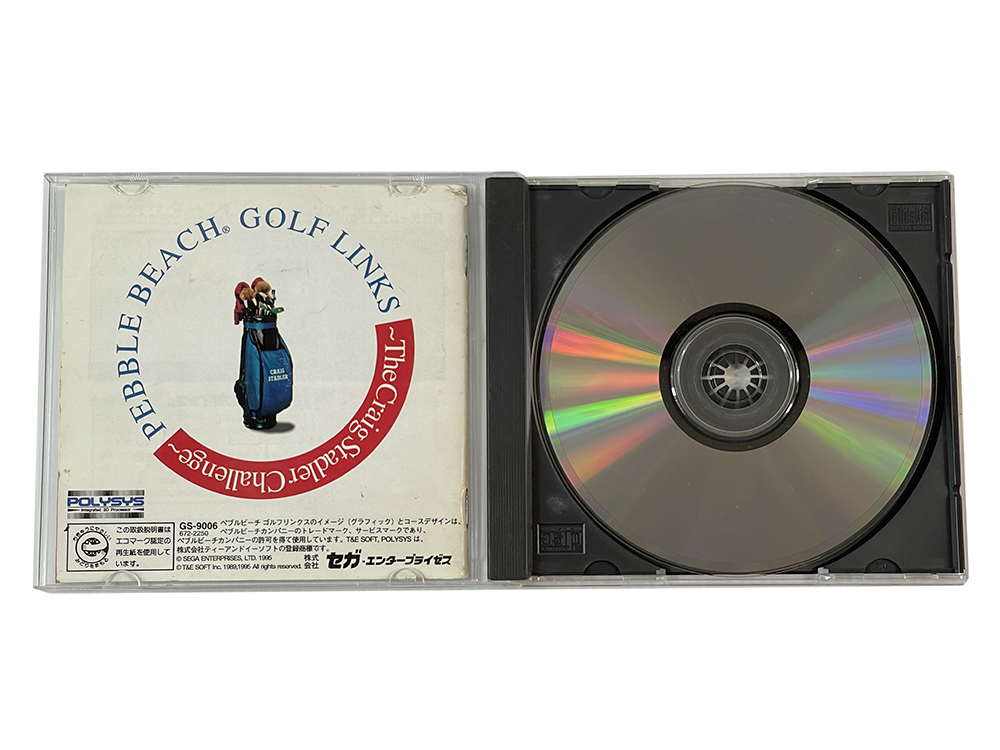 PEBBLE BEACH® GOLF LINKS
~The Craig Stadler Challenge~
CRAIG
STADLER
POLYSYS
Integrated 3D Processor
この取扱説明書は
エコマーク認定の
再生紙を使用して
います。
GS-9006
672-2250
ペブルビーチ ゴルフリンクスのイメージ（グラフィック）とコースデザインは、
ペブルビーチカンパニーのトレードマーク、サービスマークであり、
ペブルビーチカンパニーの許可を得て使用しています。T&E SOFT, POLYSYS は、
株式会社ティーアンドイーソフトの登録商標です。
© SEGA ENTERPRISES, LTD. 1995
© T&E SOFT Inc. 1989,1995 All rights reserved.
株式会社 セガ・エンタープライゼス